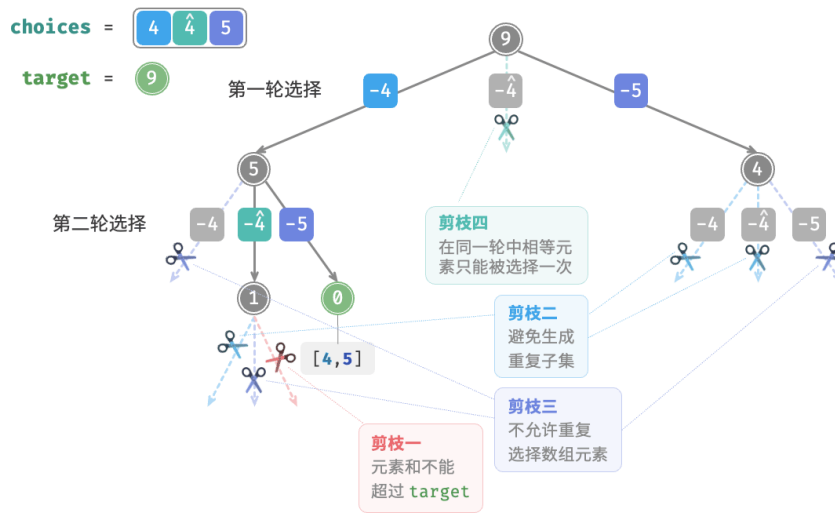 choices = 4 4̂ 5
target = 9
9
第一轮选择
-4 -4̂ -5
5 4
第二轮选择
-4 -4̂ -5
-4 -4̂ -5
剪枝四
在同一轮中相等元
素只能被选择一次
1 0
[4,5]
剪枝二
避免生成
重复子集
剪枝三
不允许重复
选择数组元素
剪枝一
元素和不能
超过 target